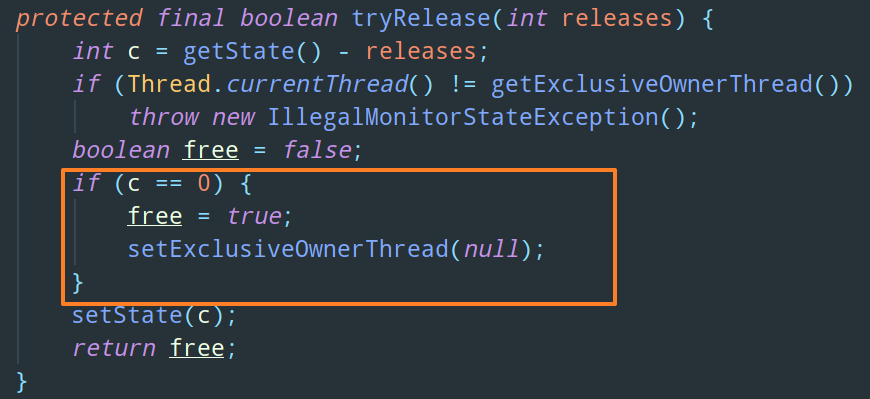 protected final boolean tryRelease(int releases) {
    int c = getState() - releases;
    if (Thread.currentThread() != getExclusiveOwnerThread())
        throw new IllegalMonitorStateException();
    boolean free = false;
    if (c == 0) {
        free = true;
        setExclusiveOwnerThread(null);
    }
    setState(c);
    return free;
}